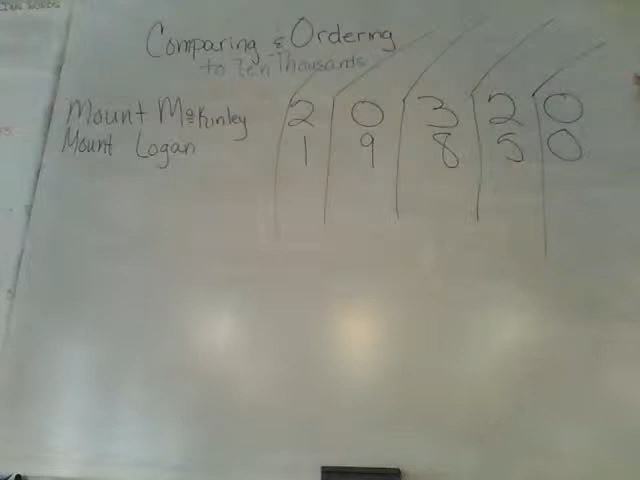 Comparing & Ordering
to Ten Thousands
Mount McKinley 2 0 3 2 0
Mount Logan 1 9 8 5 0